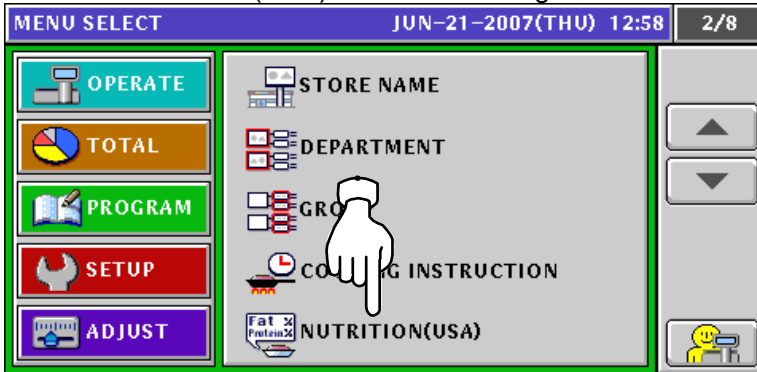 MENU SELECT JUN-21-2007(THU) 12:58 2/8
OPERATE
TOTAL
PROGRAM
SETUP
ADJUST
STORE NAME
DEPARTMENT
INSTRUCTION
Fat %
Protein%
NUTRITION(USA)